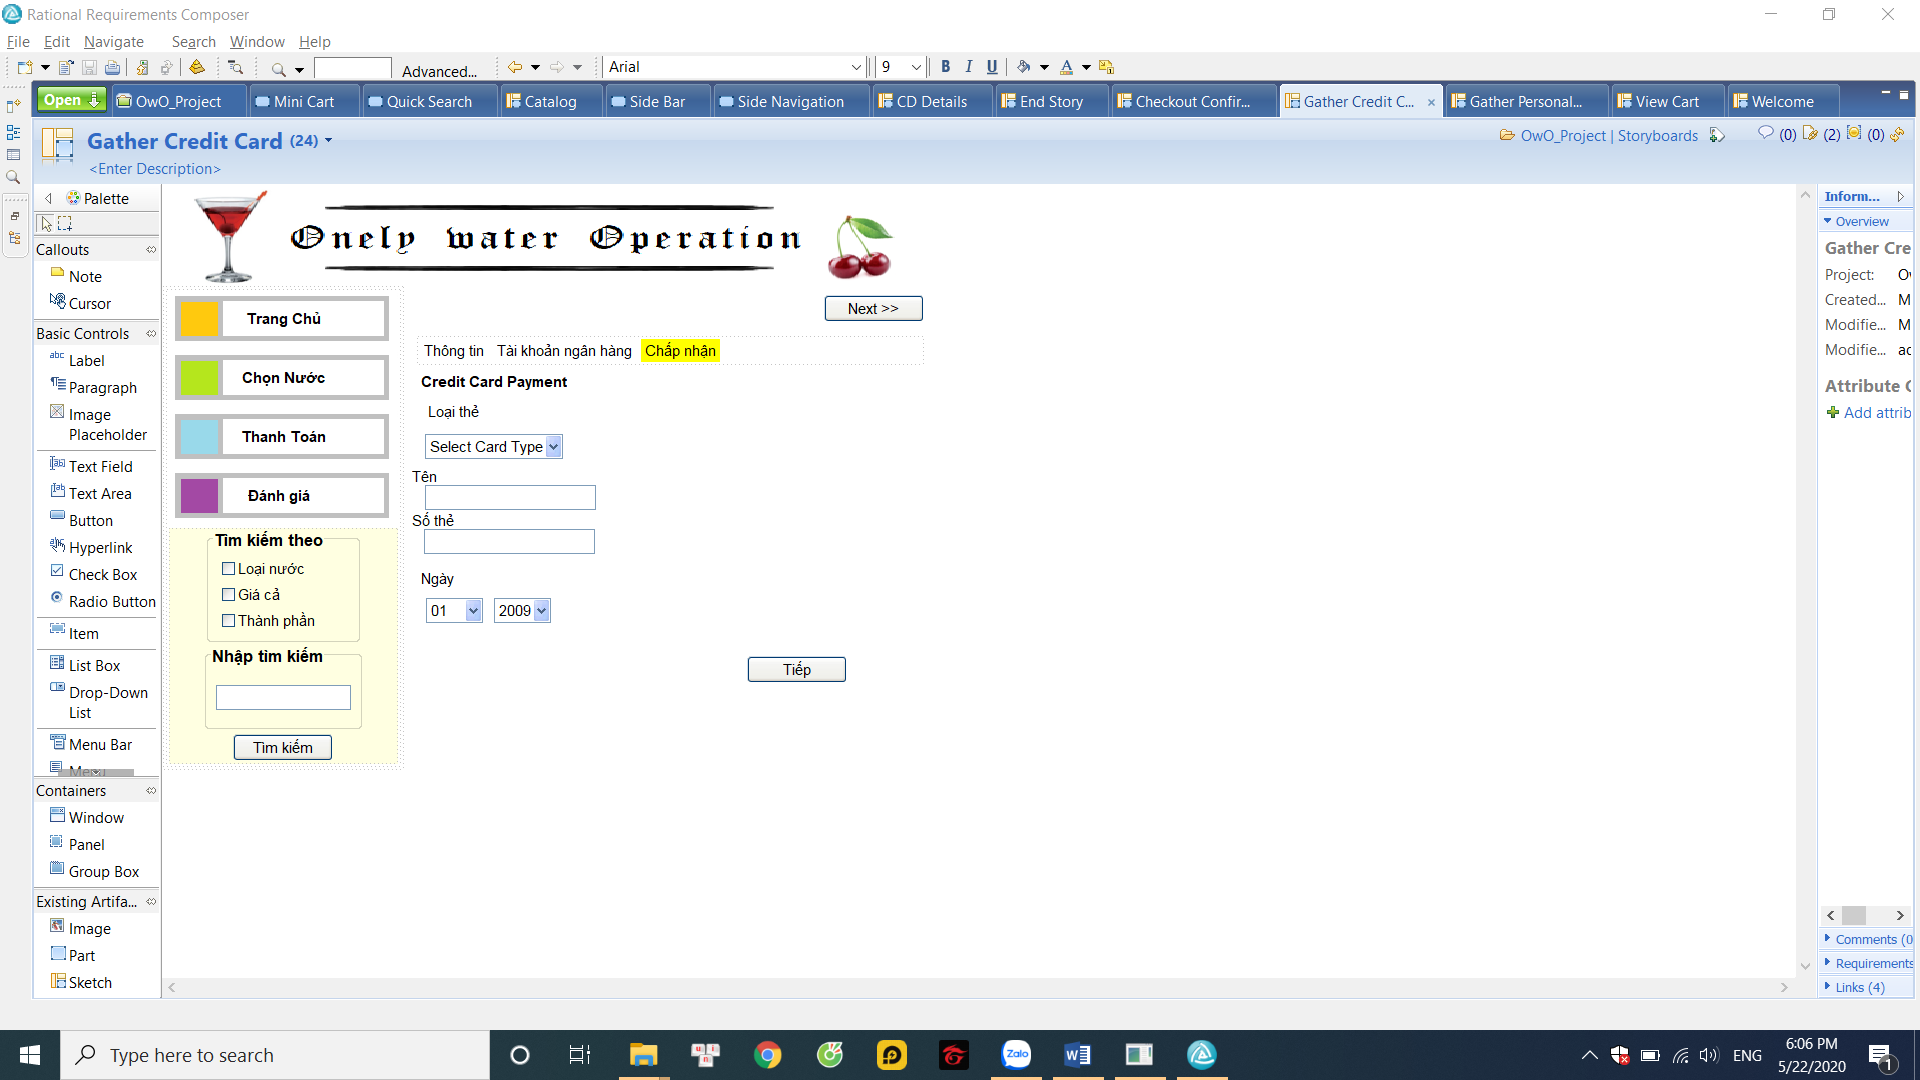 Rational Requirements Composer
File Edit Navigate Search Window Help
Advanced... Arial 9 B I U
Open OwO_Project Mini Cart Quick Search Catalog Side Bar Side Navigation CD Details End Story Checkout Confir... Gather Credit C... × Gather Personal... View Cart Welcome
Gather Credit Card (24)
OwO_Project | Storyboards (0) (2) (0)
<Enter Description>
Palette
Callouts
Note
Cursor
Basic Controls
Label
Paragraph
Image
Placeholder
Text Field
Text Area
Button
Hyperlink
Check Box
Radio Button
Item
List Box
Drop-Down
List
Menu Bar
Containers
Window
Panel
Group Box
Existing Artifa...
Image
Part
Sketch
Onely water Operation
Trang Chủ
Chọn Nước
Thanh Toán
Đánh giá
Tìm kiếm theo
Loại nước
Giá cả
Thành phần
Nhập tìm kiếm
Tìm kiếm
Next >>
Thông tin Tài khoản ngân hàng Chấp nhận
Credit Card Payment
Loại thẻ
Select Card Type
Tên
Số thẻ
Ngày
01 2009
Tiếp
Inform...
Overview
Gather Cre
Project: Ov
Created... M
Modifie... M
Modifie... ac
Attribute C
Add attrib
Comments (0
Requirements
Links (4)
Type here to search
Zalo
ENG
6:06 PM
5/22/2020
1